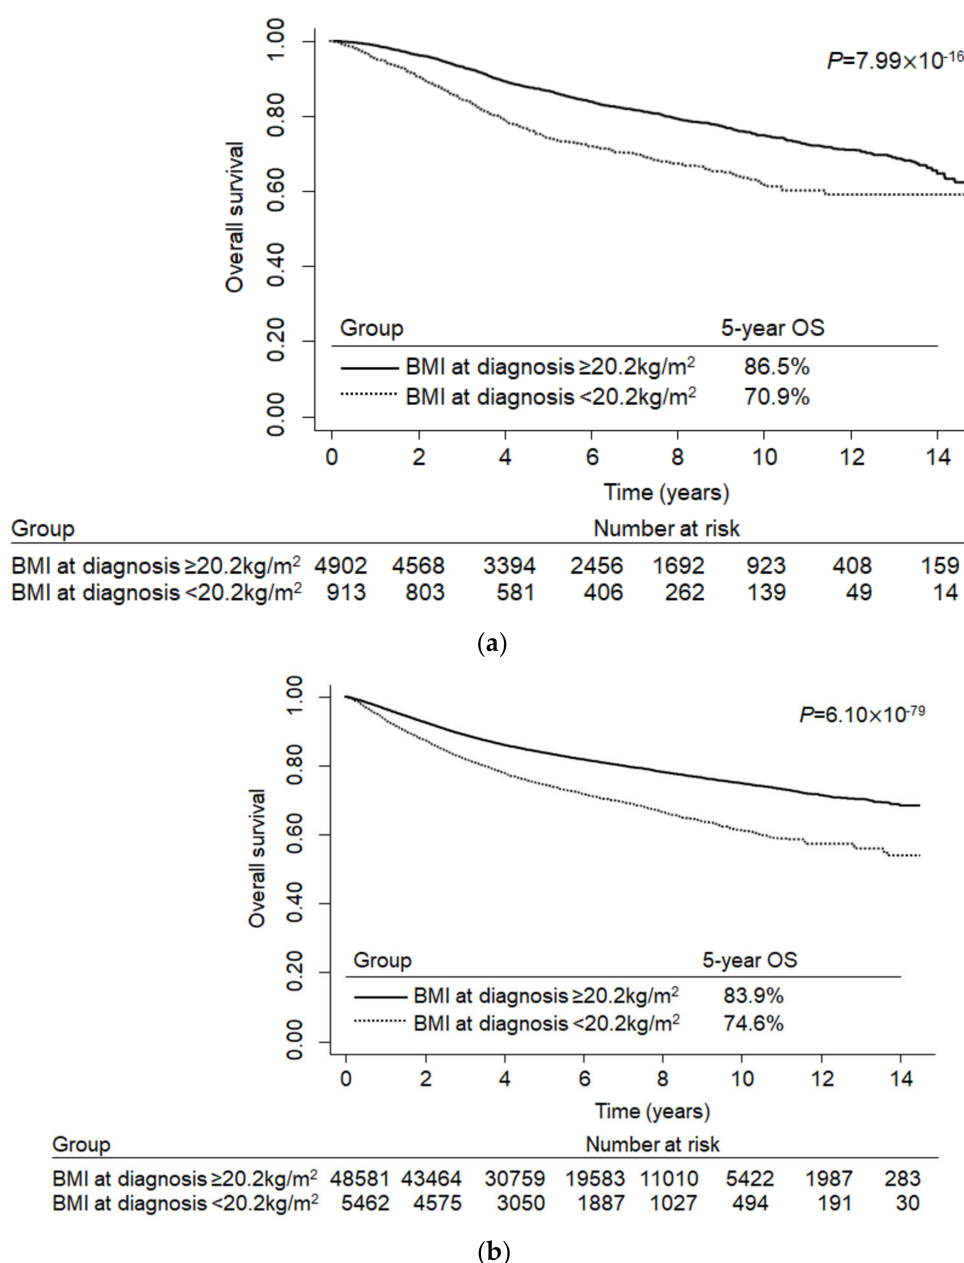 1.00
0.80
0.60
0.40
0.20
0.00
Overall survival
P=7.99×10-16
Group 5-year OS
BMI at diagnosis ≥20.2kg/m2 86.5%
BMI at diagnosis <20.2kg/m2 70.9%
0 2 4 6 8 10 12 14
Time (years)
Group Number at risk
BMI at diagnosis ≥20.2kg/m2 4902 4568 3394 2456 1692 923 408 159
BMI at diagnosis <20.2kg/m2 913 803 581 406 262 139 49 14
(a)
1.00
0.80
0.60
0.40
0.20
0.00
Overall survival
P=6.10×10-79
Group 5-year OS
BMI at diagnosis ≥20.2kg/m2 83.9%
BMI at diagnosis <20.2kg/m2 74.6%
0 2 4 6 8 10 12 14
Time (years)
Group Number at risk
BMI at diagnosis ≥20.2kg/m2 48581 43464 30759 19583 11010 5422 1987 283
BMI at diagnosis <20.2kg/m2 5462 4575 3050 1887 1027 494 191 30
(b)